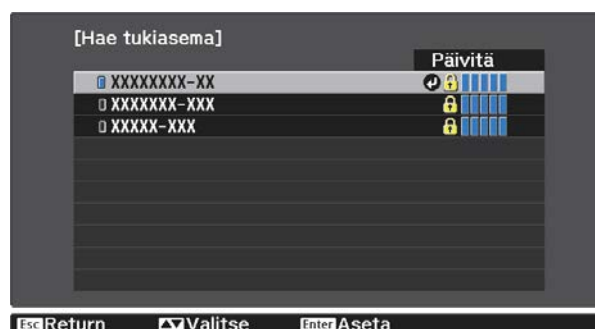 [Hae tukiasema]
Päivitä
XXXXXXXX-XX
XXXXXXX-XXX
XXXXX-XXX
Esc Return Valitse Enter Aseta